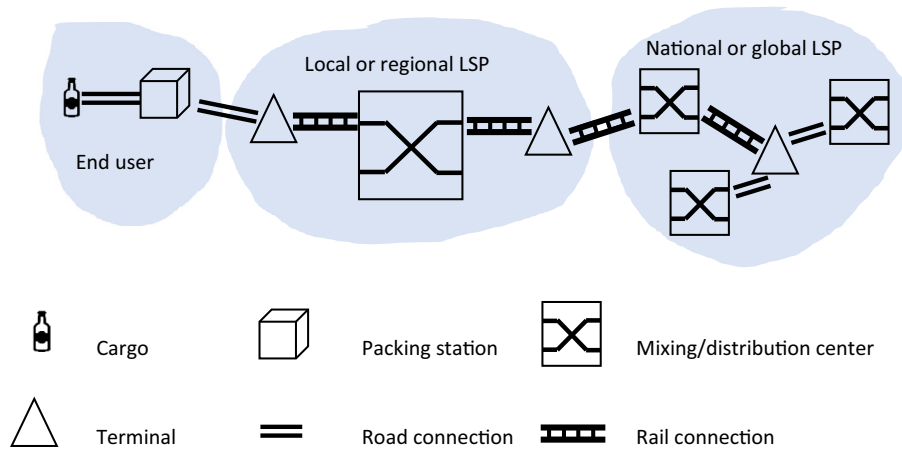 National or global LSP
Local or regional LSP
End user
Cargo
Packing station
Mixing/distribution center
Terminal
Road connection
Rail connection